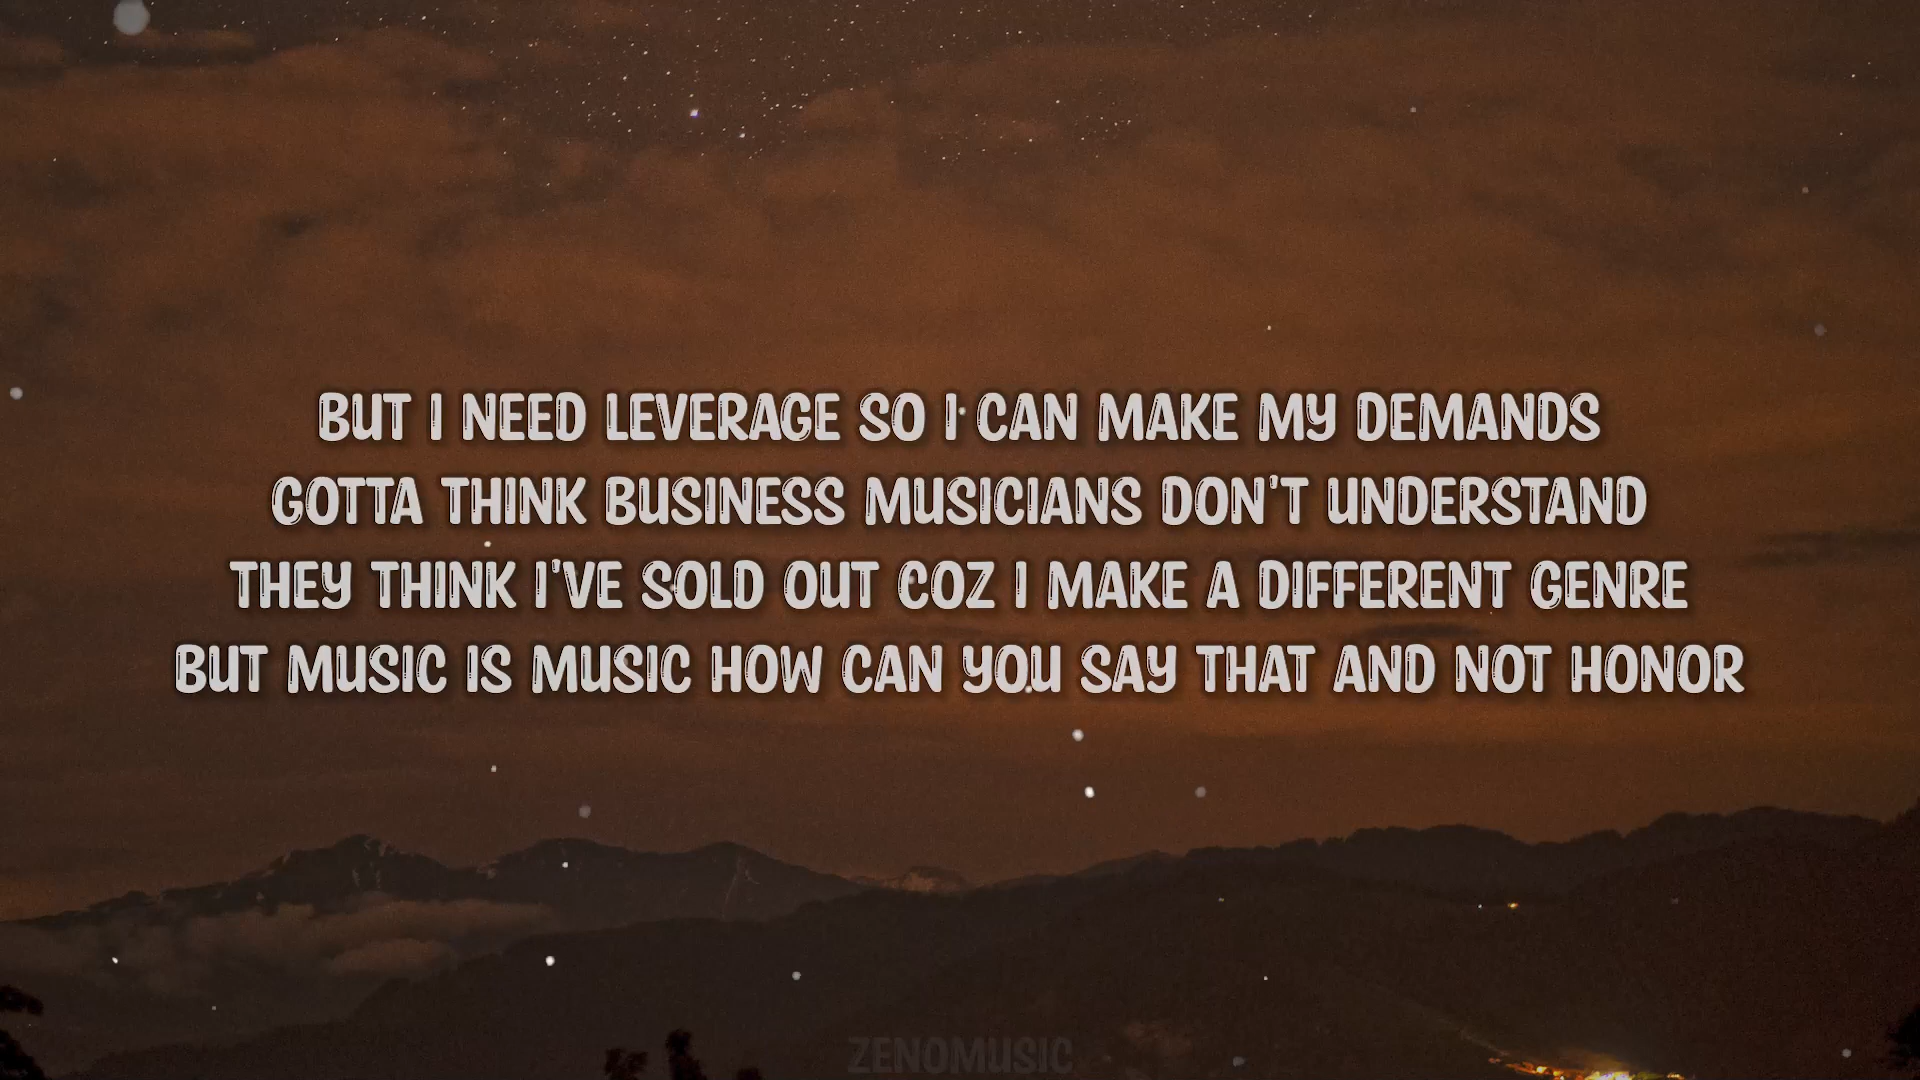 BUT I NEED LEVERAGE SO I CAN MAKE MY DEMANDS
GOTTA THINK BUSINESS MUSICIANS DON'T UNDERSTAND
THEY THINK I'VE SOLD OUT COZ I MAKE A DIFFERENT GENRE
BUT MUSIC IS MUSIC HOW CAN YOU SAY THAT AND NOT HONOR
ZENOMUSIC